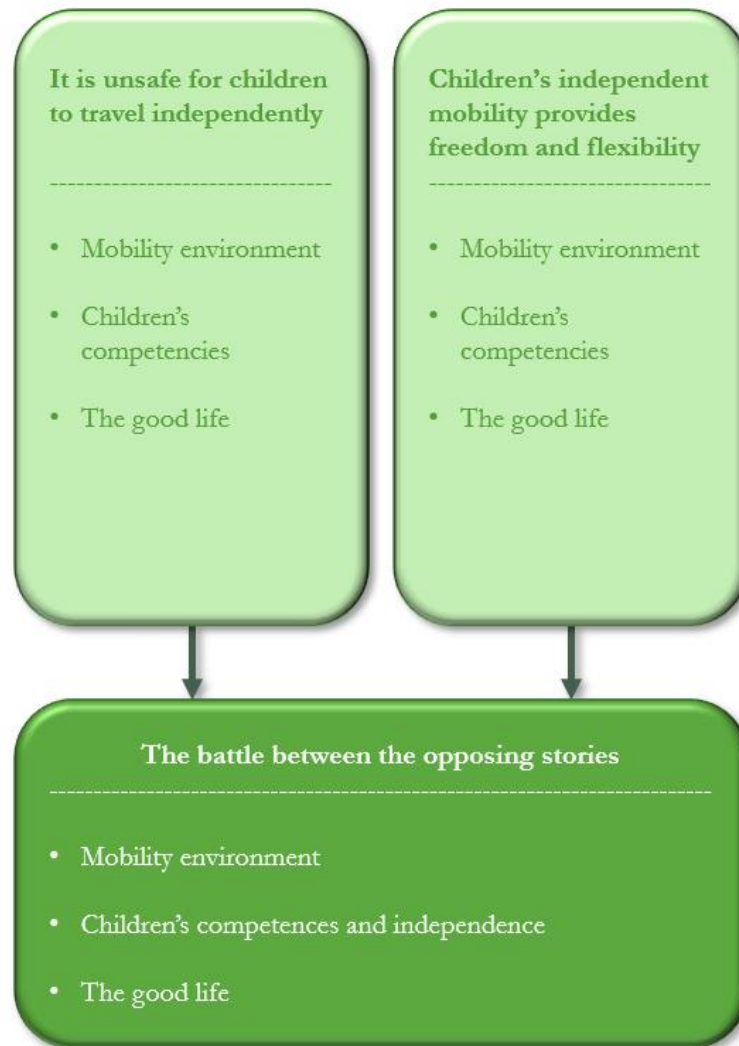 It is unsafe for children
to travel independently
--------------------------------
• Mobility environment
• Children’s
competencies
• The good life
Children’s independent
mobility provides
freedom and flexibility
--------------------------------
• Mobility environment
• Children’s
competencies
• The good life
The battle between the opposing stories
----------------------------------------------------------------------------
• Mobility environment
• Children’s competences and independence
• The good life